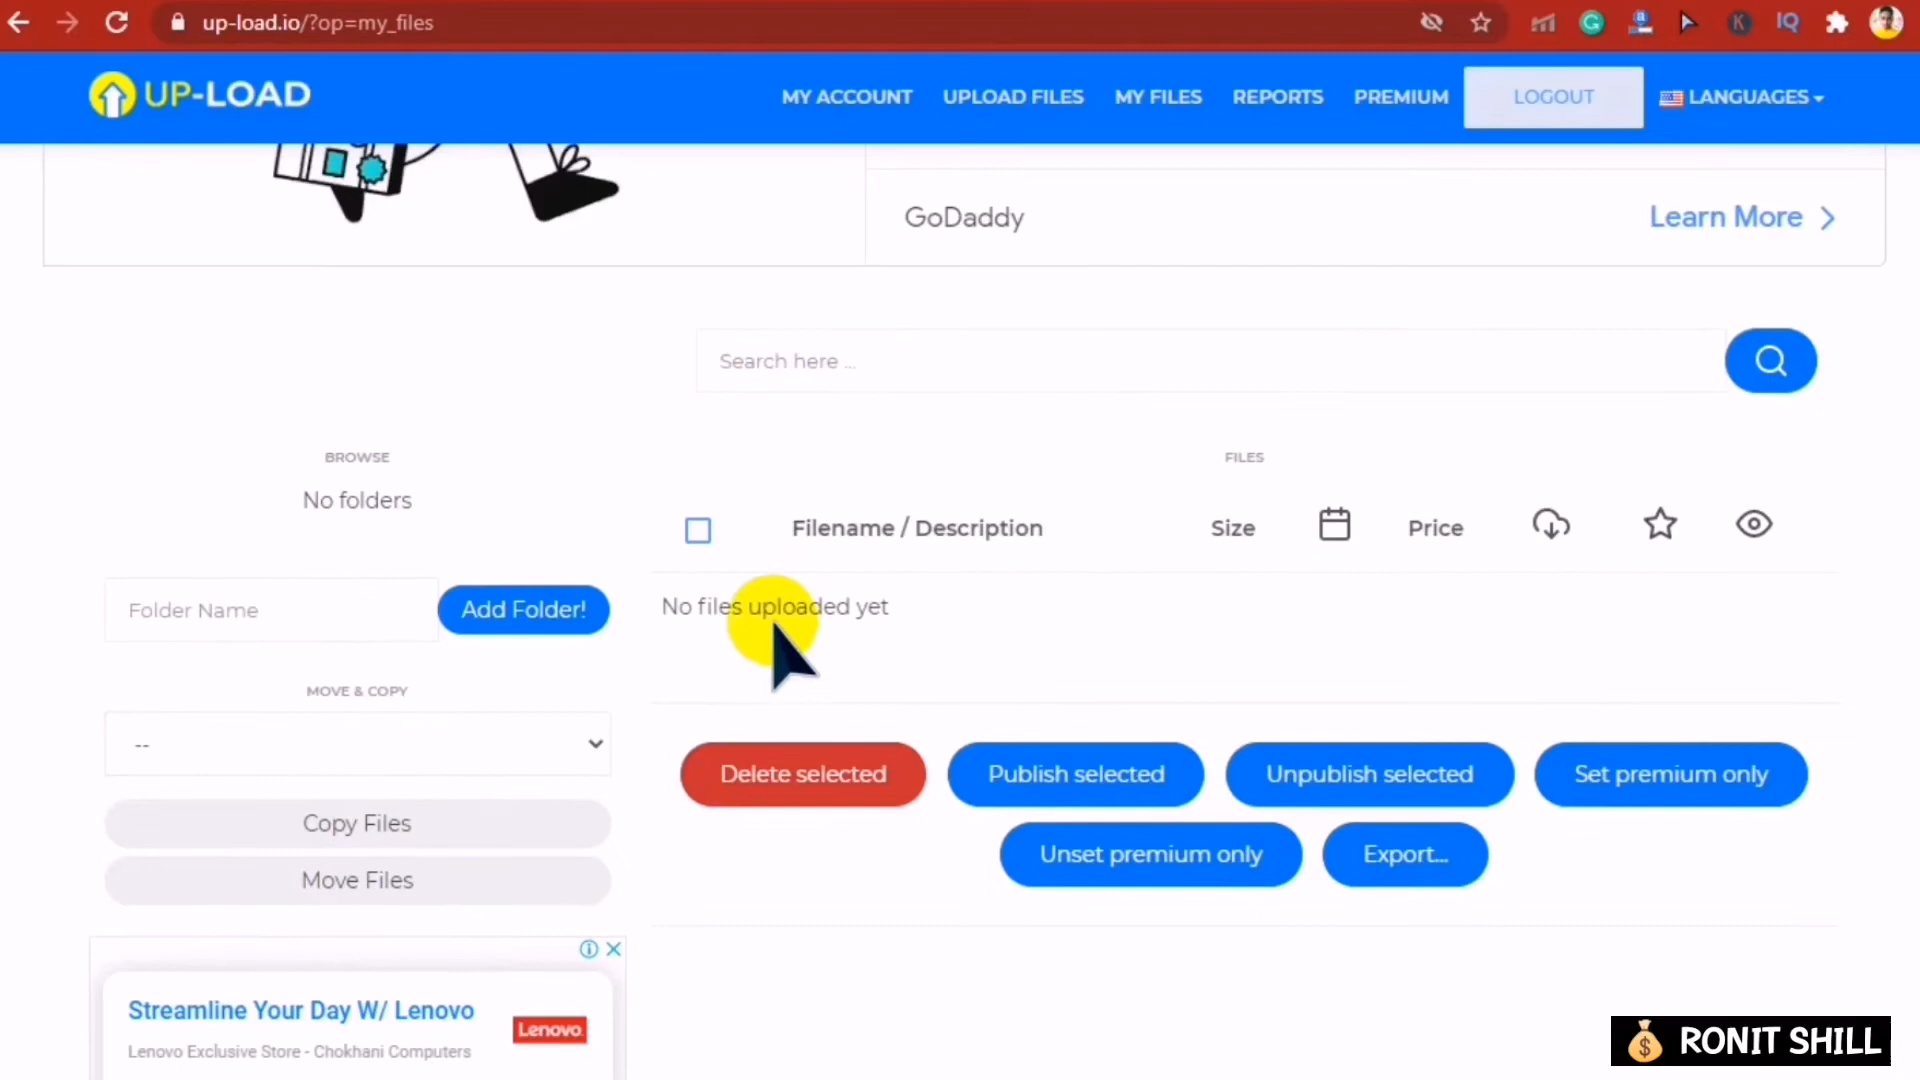 up-load.io/?op=my_files
UP-LOAD
MY ACCOUNT
UPLOAD FILES
MY FILES
REPORTS
PREMIUM
LOGOUT
LANGUAGES
GoDaddy
Learn More
Search here ...
BROWSE
No folders
FILES
Filename / Description
Size
Price
No files uploaded yet
Folder Name
Add Folder!
MOVE & COPY
--
Copy Files
Move Files
Delete selected
Publish selected
Unpublish selected
Set premium only
Unset premium only
Export...
Streamline Your Day W/ Lenovo
Lenovo Exclusive Store - Chokhani Computers
Lenovo
RONIT SHILL
K
IQ